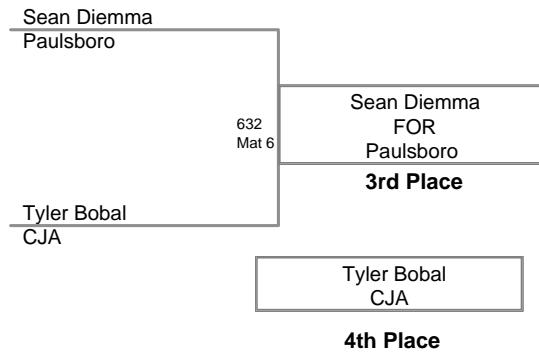 Sean Diemma
Paulsboro
632
Mat 6
Sean Diemma
FOR
Paulsboro
3rd Place
Tyler Bobal
CJA
Tyler Bobal
CJA
4th Place